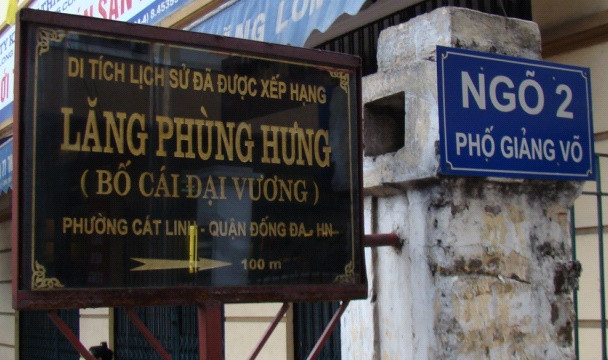 DI TÍCH LỊCH SỬ ĐÃ ĐƯỢC XẾP HẠNG
LĂNG PHÙNG HƯNG
( BỐ CÁI ĐẠI VƯƠNG )
PHƯỜNG CÁT LINH - QUẬN ĐỐNG ĐA - HN
100 m
NGÕ 2
PHỐ GIẢNG VÕ